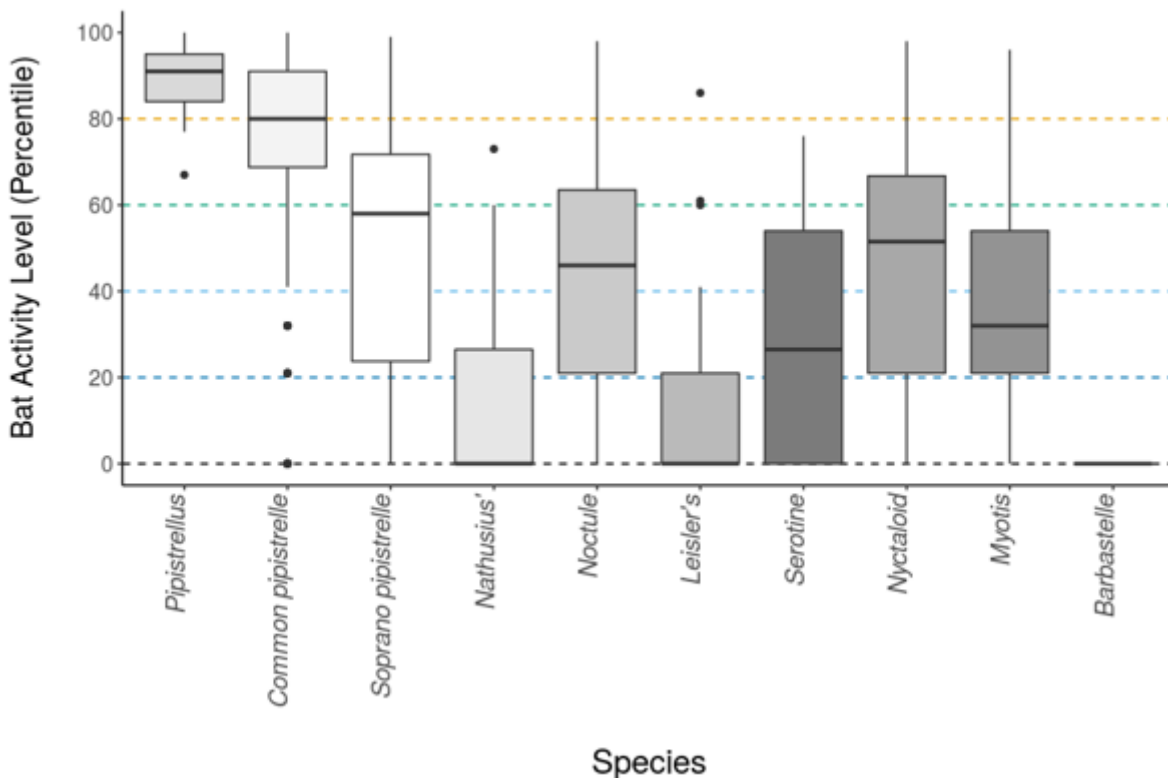 Bat Activity Level (Percentile)
100
80
60
40
20
0
Pipistrellus
Common pipistrelle
Soprano pipistrelle
Nathusius'
Noctule
Leisler's
Serotine
Nyctaloid
Myotis
Barbastelle
Species